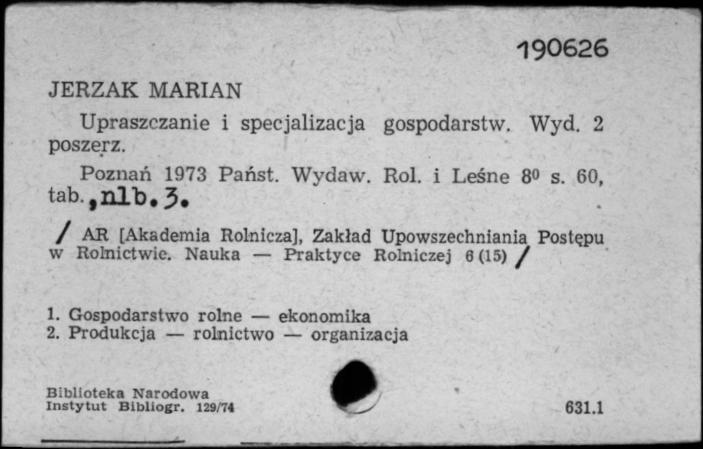 190626
JERZAK MARIAN
Upraszczanie i specjalizacja gospodarstw. Wyd. 2
poszerz.
Poznań 1973 Państ. Wydaw. Rol. i Leśne 8⁰ s. 60,
tab., nlb. 3.
/ AR [Akademia Rolnicza], Zakład Upowszechniania Postępu
w Rolnictwie. Nauka — Praktyce Rolniczej 6 (15) /
1. Gospodarstwo rolne — ekonomika
2. Produkcja — rolnictwo — organizacja
Biblioteka Narodowa
Instytut Bibliogr. 129/74
631.1